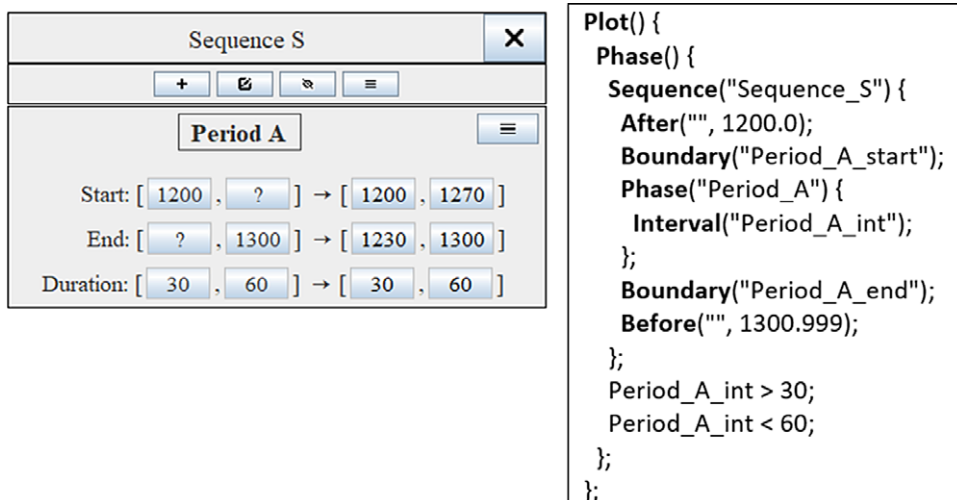 Sequence S
Period A
Start: [ 1200 , ? ] → [ 1200 , 1270 ]
End: [ ? , 1300 ] → [ 1230 , 1300 ]
Duration: [ 30 , 60 ] → [ 30 , 60 ]
Plot() {
Phase() {
Sequence("Sequence_S") {
After("", 1200.0);
Boundary("Period_A_start");
Phase("Period_A") {
Interval("Period_A_int");
};
Boundary("Period_A_end");
Before("", 1300.999);
};
Period_A_int > 30;
Period_A_int < 60;
};
};